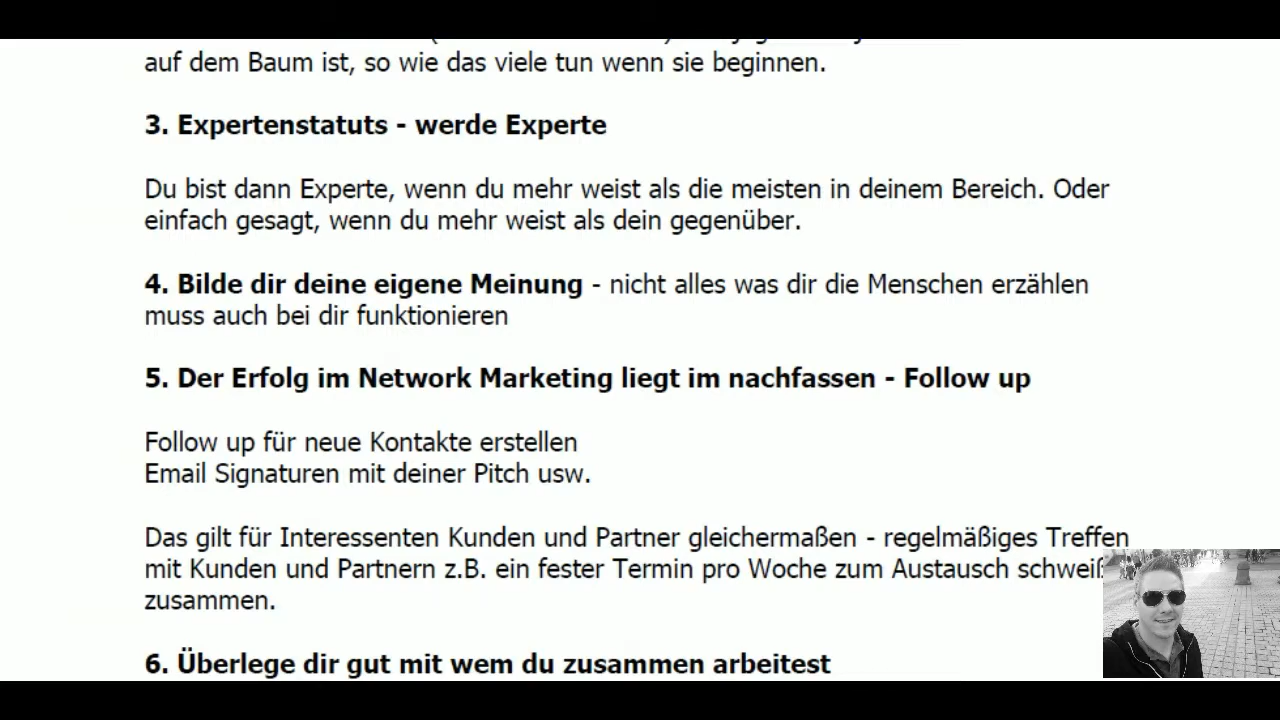 auf dem Baum ist, so wie das viele tun wenn sie beginnen.
3. Expertenstatuts - werde Experte
Du bist dann Experte, wenn du mehr weist als die meisten in deinem Bereich. Oder
einfach gesagt, wenn du mehr weist als dein gegenüber.
4. Bilde dir deine eigene Meinung - nicht alles was dir die Menschen erzählen
muss auch bei dir funktionieren
5. Der Erfolg im Network Marketing liegt im nachfassen - Follow up
Follow up für neue Kontakte erstellen
Email Signaturen mit deiner Pitch usw.
Das gilt für Interessenten Kunden und Partner gleichermaßen - regelmäßiges Treffen
mit Kunden und Partnern z.B. ein fester Termin pro Woche zum Austausch schweiß
zusammen.
6. Überlege dir gut mit wem du zusammen arbeitest